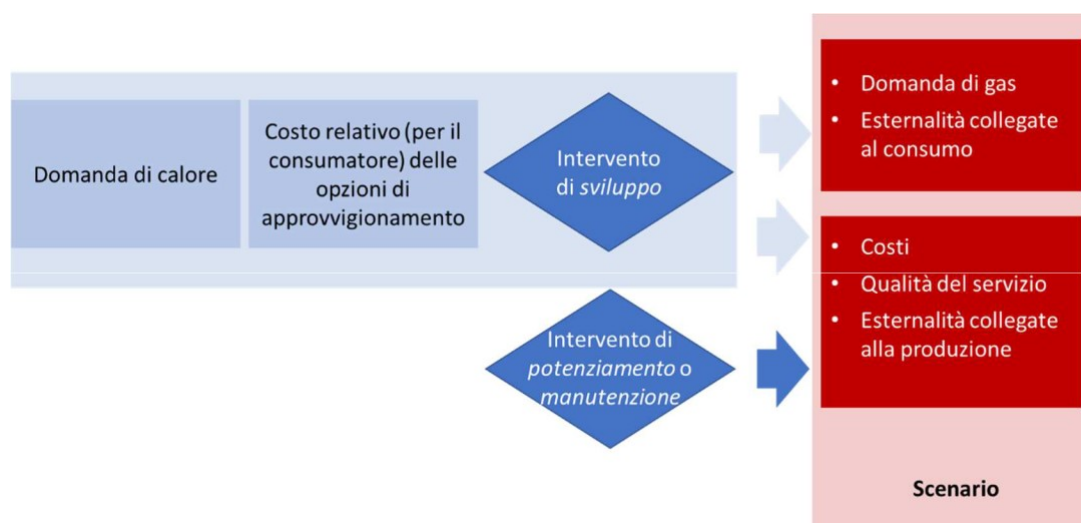 Domanda di calore
Costo relativo (per il
consumatore) delle
opzioni di
approvvigionamento
Intervento
di sviluppo
• Domanda di gas
• Esternalità collegate
al consumo
Intervento di
potenziamento o
manutenzione
• Costi
• Qualità del servizio
• Esternalità collegate
alla produzione
Scenario